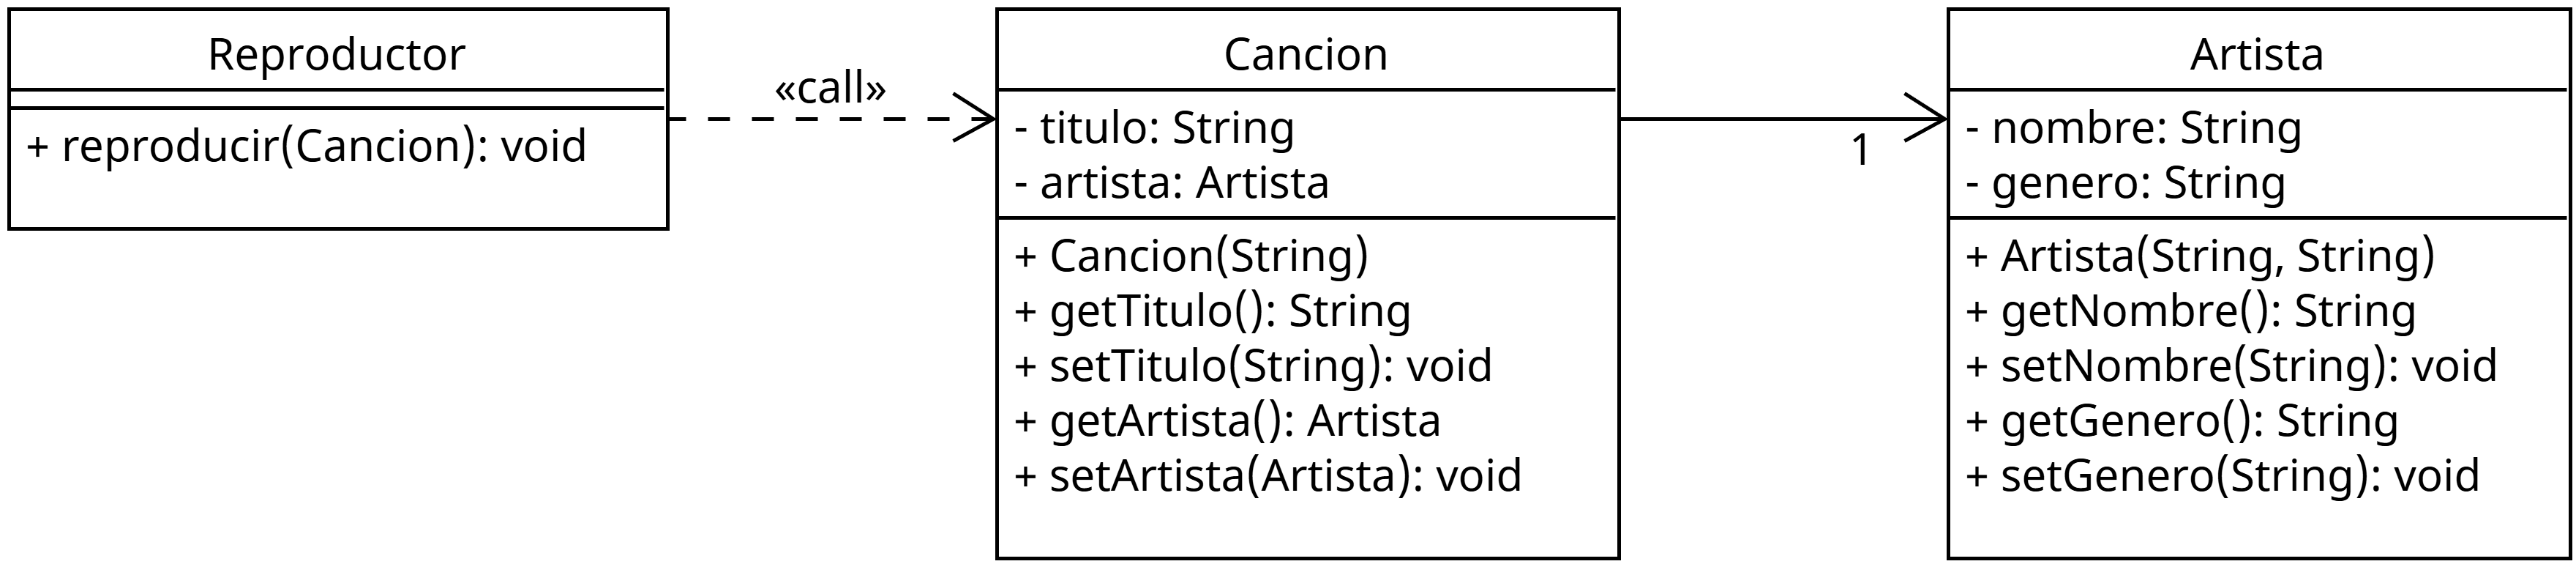 Reproductor
+ reproducir(Cancion): void
«call»
Cancion
- titulo: String
- artista: Artista
+ Cancion(String)
+ getTitulo(): String
+ setTitulo(String): void
+ getArtista(): Artista
+ setArtista(Artista): void
1
Artista
- nombre: String
- genero: String
+ Artista(String, String)
+ getNombre(): String
+ setNombre(String): void
+ getGenero(): String
+ setGenero(String): void